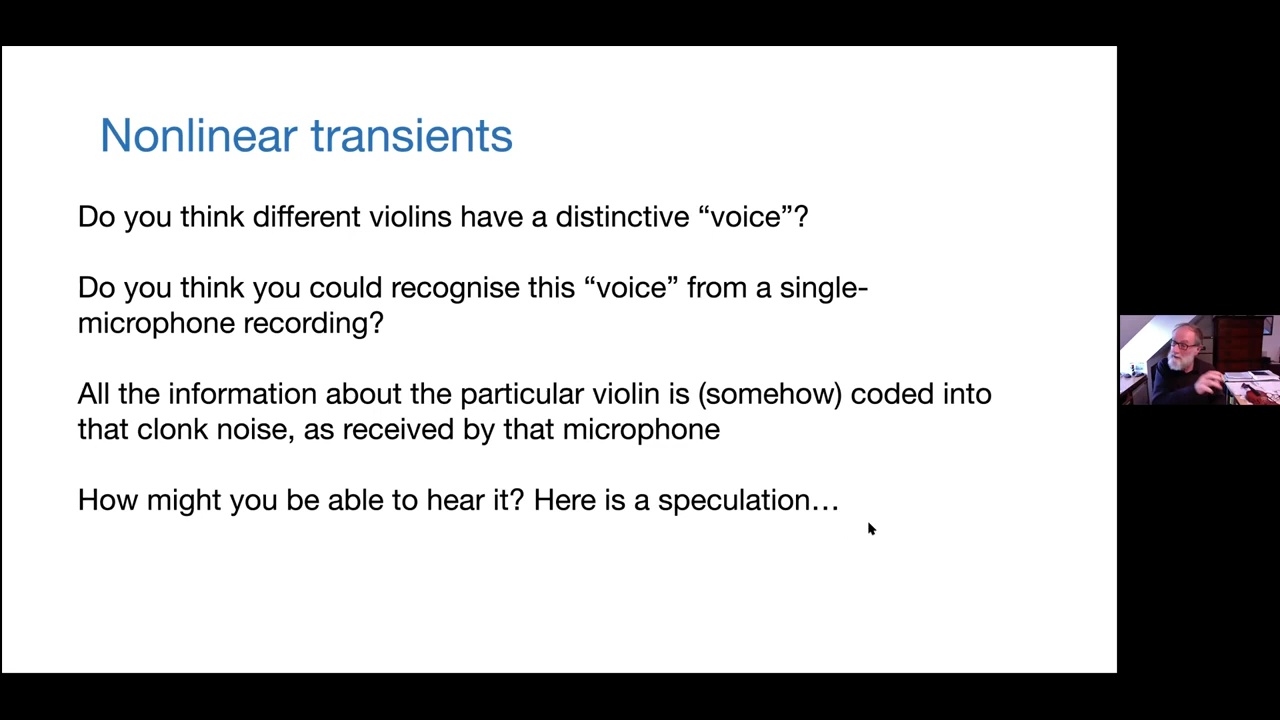 Nonlinear transients
Do you think different violins have a distinctive “voice”?
Do you think you could recognise this “voice” from a single-
microphone recording?
All the information about the particular violin is (somehow) coded into
that clonk noise, as received by that microphone
How might you be able to hear it? Here is a speculation…